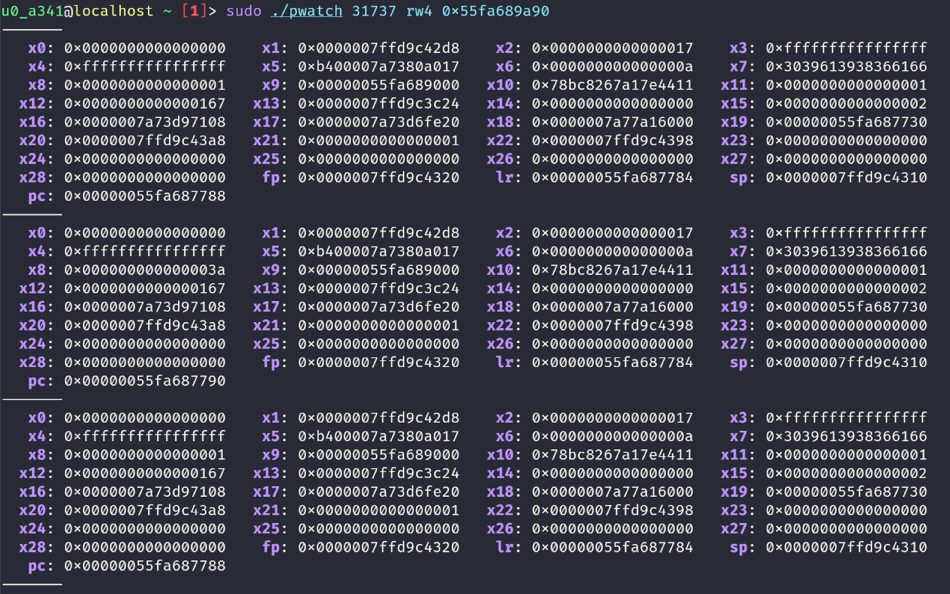 u0_a341@localhost ~ [1]> sudo ./pwatch 31737 rw4 0×55fa689a90
x0: 0×0000000000000000 x1: 0×0000007ffd9c42d8 x2: 0×0000000000000017 x3: 0×ffffffffffffffff
x4: 0×ffffffffffffffff x5: 0×b400007a7380a017 x6: 0×000000000000000a x7: 0×3039613938366166
x8: 0×0000000000000001 x9: 0×00000055fa689000 x10: 0×78bc8267a17e4411 x11: 0×0000000000000001
x12: 0×0000000000000167 x13: 0×0000007ffd9c3c24 x14: 0×0000000000000000 x15: 0×0000000000000002
x16: 0×0000007a73d97108 x17: 0×0000007a73d6fe20 x18: 0×0000007a77a16000 x19: 0×00000055fa687730
x20: 0×0000007ffd9c43a8 x21: 0×0000000000000001 x22: 0×0000007ffd9c4398 x23: 0×0000000000000000
x24: 0×0000000000000000 x25: 0×0000000000000000 x26: 0×0000000000000000 x27: 0×0000000000000000
x28: 0×0000000000000000 fp: 0×0000007ffd9c4320 lr: 0×00000055fa687784 sp: 0×0000007ffd9c4310
pc: 0×00000055fa687788
x0: 0×0000000000000000 x1: 0×0000007ffd9c42d8 x2: 0×0000000000000017 x3: 0×ffffffffffffffff
x4: 0×ffffffffffffffff x5: 0×b400007a7380a017 x6: 0×000000000000000a x7: 0×3039613938366166
x8: 0×000000000000003a x9: 0×00000055fa689000 x10: 0×78bc8267a17e4411 x11: 0×0000000000000001
x12: 0×0000000000000167 x13: 0×0000007ffd9c3c24 x14: 0×0000000000000000 x15: 0×0000000000000002
x16: 0×0000007a73d97108 x17: 0×0000007a73d6fe20 x18: 0×0000007a77a16000 x19: 0×00000055fa687730
x20: 0×0000007ffd9c43a8 x21: 0×0000000000000001 x22: 0×0000007ffd9c4398 x23: 0×0000000000000000
x24: 0×0000000000000000 x25: 0×0000000000000000 x26: 0×0000000000000000 x27: 0×0000000000000000
x28: 0×0000000000000000 fp: 0×0000007ffd9c4320 lr: 0×00000055fa687784 sp: 0×0000007ffd9c4310
pc: 0×00000055fa687790
x0: 0×0000000000000000 x1: 0×0000007ffd9c42d8 x2: 0×0000000000000017 x3: 0×ffffffffffffffff
x4: 0×ffffffffffffffff x5: 0×b400007a7380a017 x6: 0×000000000000000a x7: 0×3039613938366166
x8: 0×0000000000000001 x9: 0×00000055fa689000 x10: 0×78bc8267a17e4411 x11: 0×0000000000000001
x12: 0×0000000000000167 x13: 0×0000007ffd9c3c24 x14: 0×0000000000000000 x15: 0×0000000000000002
x16: 0×0000007a73d97108 x17: 0×0000007a73d6fe20 x18: 0×0000007a77a16000 x19: 0×00000055fa687730
x20: 0×0000007ffd9c43a8 x21: 0×0000000000000001 x22: 0×0000007ffd9c4398 x23: 0×0000000000000000
x24: 0×0000000000000000 x25: 0×0000000000000000 x26: 0×0000000000000000 x27: 0×0000000000000000
x28: 0×0000000000000000 fp: 0×0000007ffd9c4320 lr: 0×00000055fa687784 sp: 0×0000007ffd9c4310
pc: 0×00000055fa687788